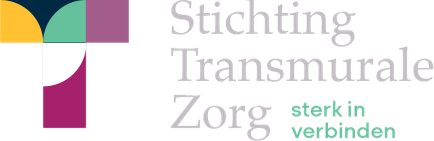 Stichting
Transmurale
Zorg
sterk in
verbinden